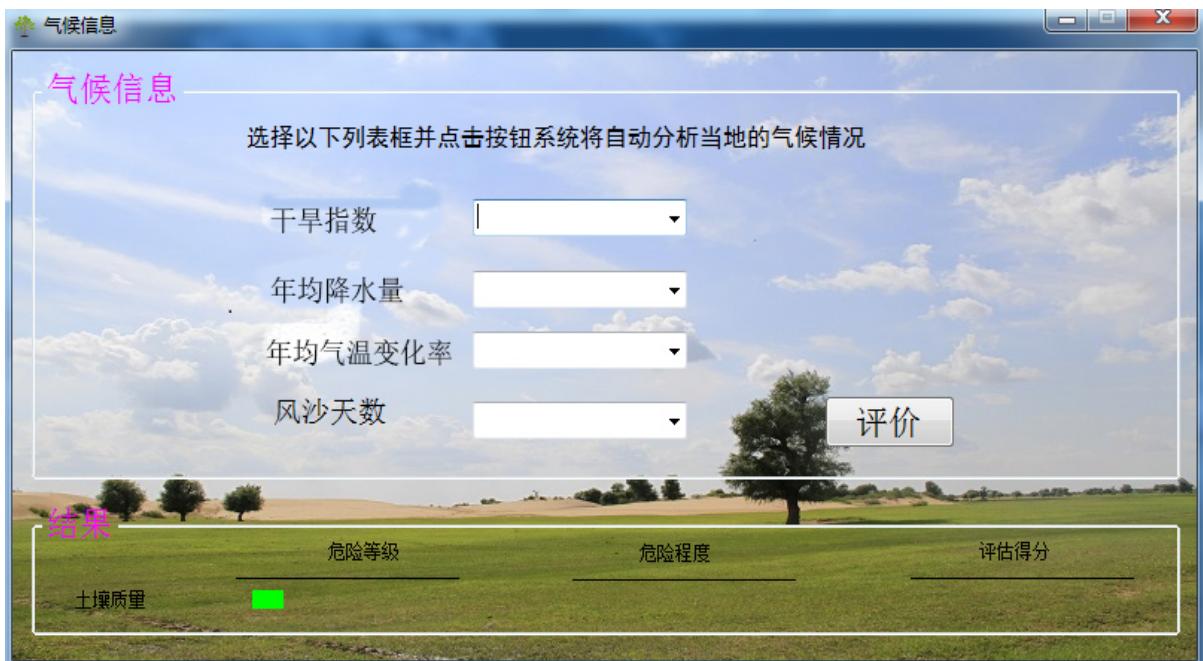 气候信息
气候信息
选择以下列表框并点击按钮系统将自动分析当地的气候情况
干旱指数
年均降水量
年均气温变化率
风沙天数
评价
结果
危险等级 危险程度 评估得分
土壤质量